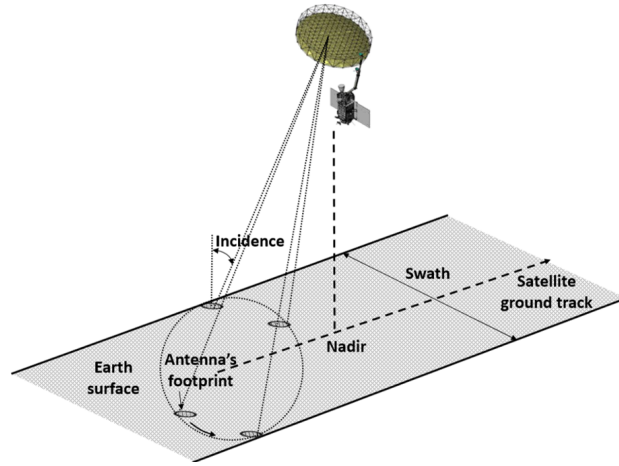 Incidence
Swath
Satellite
ground track
Nadir
Earth
surface
Antenna's
footprint